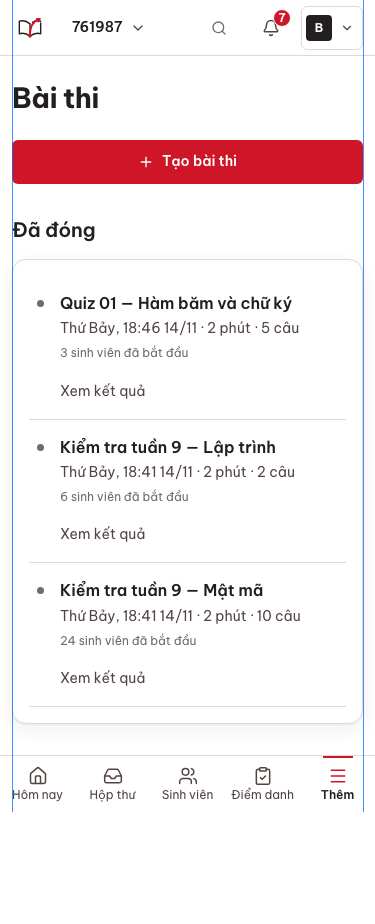 761987
7
B
Bài thi
+ Tạo bài thi
Đã đóng
Quiz 01 — Hàm băm và chữ ký
Thứ Bảy, 18:46 14/11 · 2 phút · 5 câu
3 sinh viên đã bắt đầu
Xem kết quả
Kiểm tra tuần 9 — Lập trình
Thứ Bảy, 18:41 14/11 · 2 phút · 2 câu
6 sinh viên đã bắt đầu
Xem kết quả
Kiểm tra tuần 9 — Mật mã
Thứ Bảy, 18:41 14/11 · 2 phút · 10 câu
24 sinh viên đã bắt đầu
Xem kết quả
Hôm nay
Hộp thư
Sinh viên
Điểm danh
Thêm